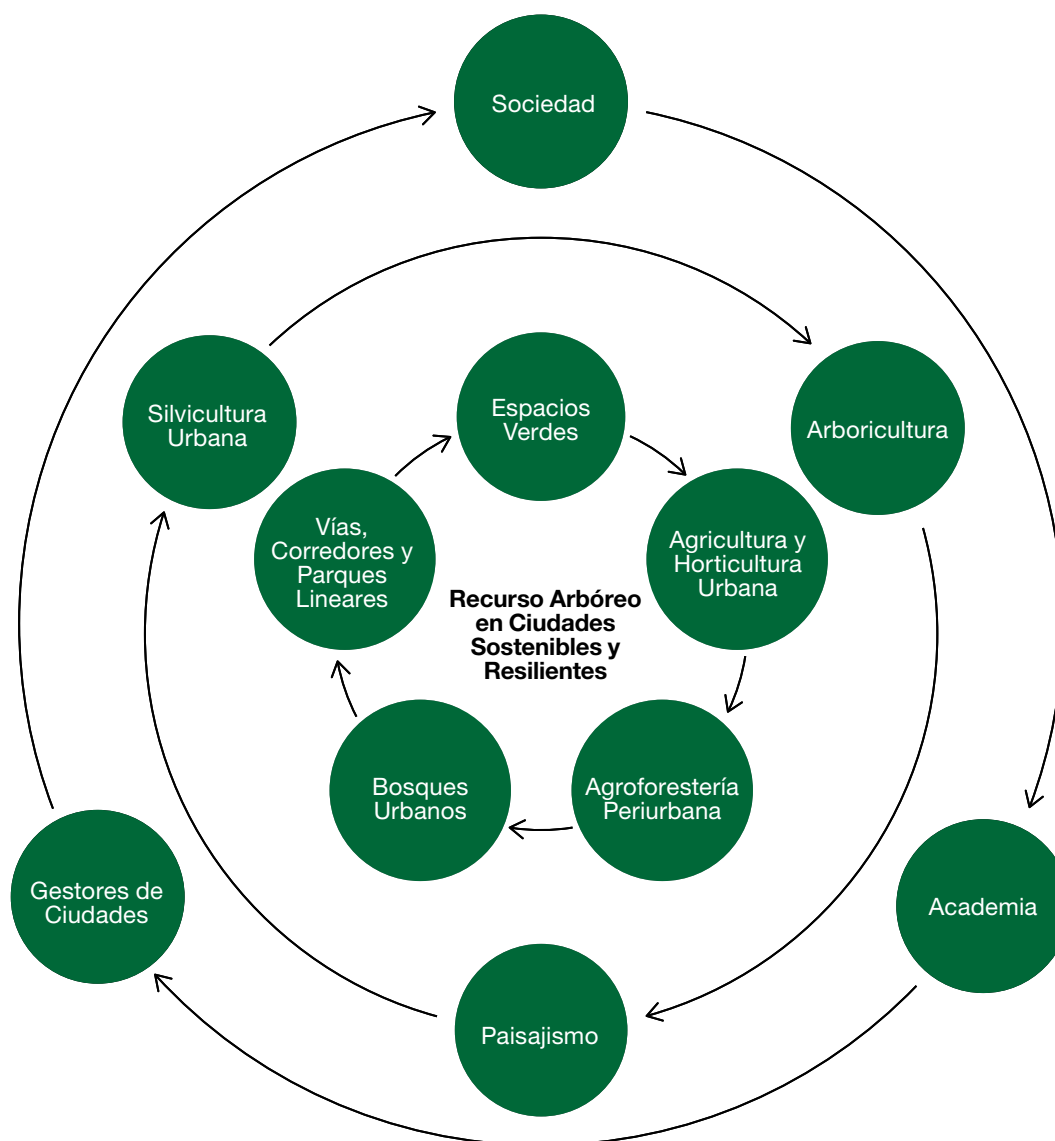 Sociedad
Silvicultura
Urbana
Espacios
Verdes
Arboricultura
Vías,
Corredores y
Parques
Lineares
Agricultura y
Horticultura
Urbana
Recurso Arbóreo
en Ciudades
Sostenibles y
Resilientes
Bosques
Urbanos
Agroforestería
Periurbana
Gestores de
Ciudades
Academia
Paisajismo